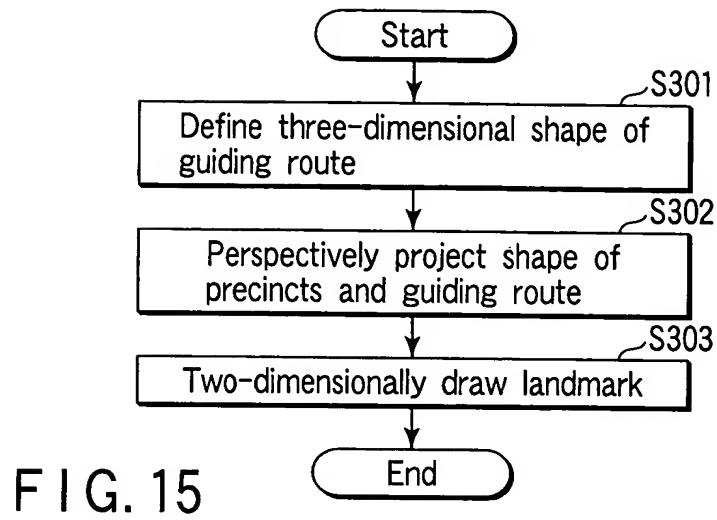 Start
S301
Define three-dimensional shape of
guiding route
S302
Perspectively project shape of
precincts and guiding route
S303
Two-dimensionally draw landmark
End
FIG. 15